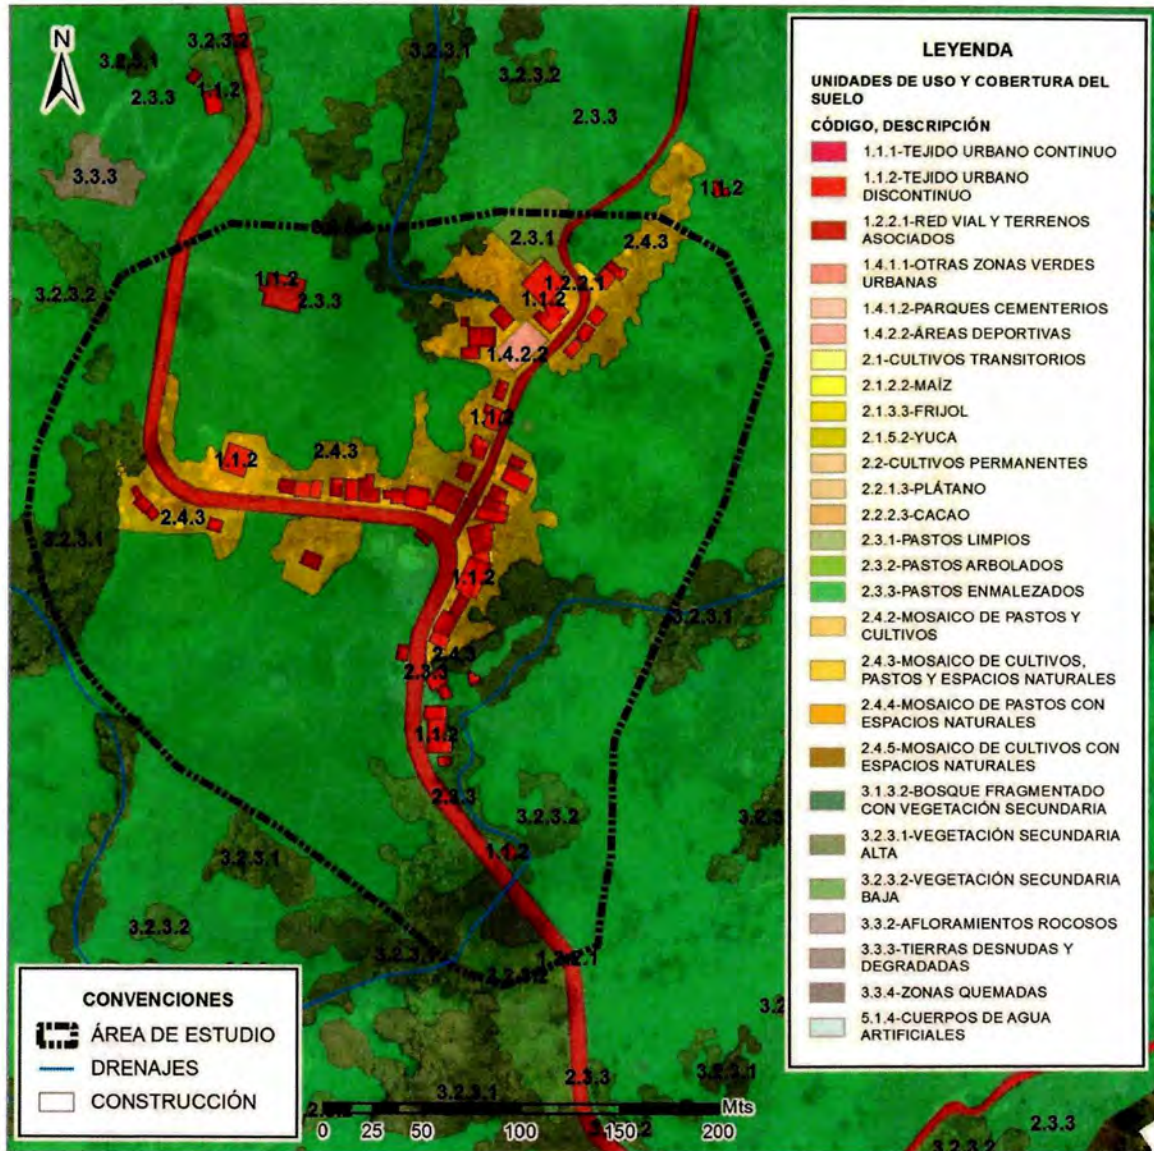 N
3.2.3.2
3.2.3.1
3.2.3.1
3.2.3.2
2.3.3
1.1.2
2.3.3
3.3.3
1.1.2
2.3.1
2.4.3
3.2.3.2
1.1.2
2.3.3
1.2.2.1
1.1.2
1.4.2.2
1.1.2
1.1.2
2.4.3
2.4.3
3.2.3.1
1.1.2
3.2.3.1
2.4.3
2.3.3
1.1.2
2.3.3
3.2.3.2
1.1.2
3.2.3.1
3.2.3.2
3.2.3.1
1.2.2.1
2.3.3
3.2.3.1
3.2.3.1
2.3.3
3.2.3.2
LEYENDA
UNIDADES DE USO Y COBERTURA DEL
SUELO
CÓDIGO, DESCRIPCIÓN
1.1.1-TEJIDO URBANO CONTINUO
1.1.2-TEJIDO URBANO
DISCONTINUO
1.2.2.1-RED VIAL Y TERRENOS
ASOCIADOS
1.4.1.1-OTRAS ZONAS VERDES
URBANAS
1.4.1.2-PARQUES CEMENTERIOS
1.4.2.2-ÁREAS DEPORTIVAS
2.1-CULTIVOS TRANSITORIOS
2.1.2.2-MAÍZ
2.1.3.3-FRIJOL
2.1.5.2-YUCA
2.2-CULTIVOS PERMANENTES
2.2.1.3-PLÁTANO
2.2.2.3-CACAO
2.3.1-PASTOS LIMPIOS
2.3.2-PASTOS ARBOLADOS
2.3.3-PASTOS ENMALEZADOS
2.4.2-MOSAICO DE PASTOS Y
CULTIVOS
2.4.3-MOSAICO DE CULTIVOS,
PASTOS Y ESPACIOS NATURALES
2.4.4-MOSAICO DE PASTOS CON
ESPACIOS NATURALES
2.4.5-MOSAICO DE CULTIVOS CON
ESPACIOS NATURALES
3.1.3.2-BOSQUE FRAGMENTADO
CON VEGETACIÓN SECUNDARIA
3.2.3.1-VEGETACIÓN SECUNDARIA
ALTA
3.2.3.2-VEGETACIÓN SECUNDARIA
BAJA
3.3.2-AFLORAMIENTOS ROCOSOS
3.3.3-TIERRAS DESNUDAS Y
DEGRADADAS
3.3.4-ZONAS QUEMADAS
5.1.4-CUERPOS DE AGUA
ARTIFICIALES
CONVENCIONES
ÁREA DE ESTUDIO
DRENAJES
CONSTRUCCIÓN
Mts
0 25 50 100 150 200